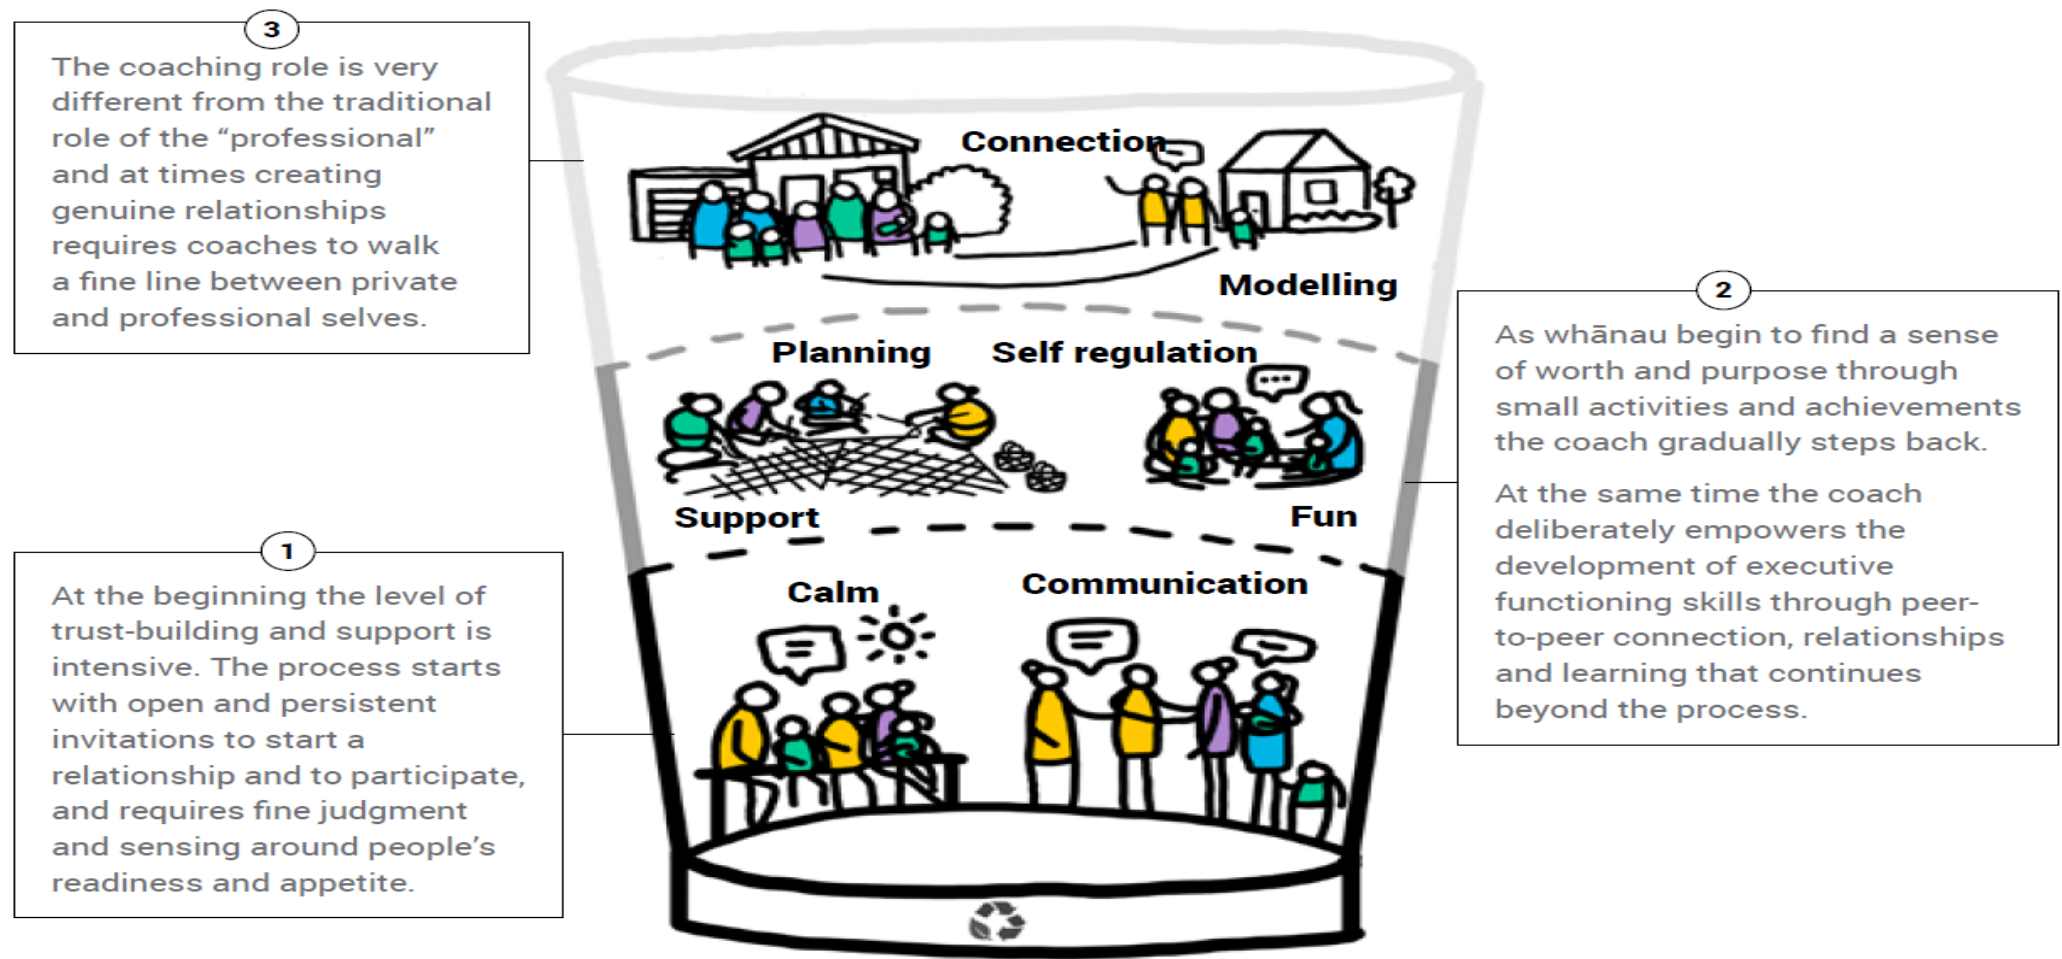 3
The coaching role is very
different from the traditional
role of the “professional”
and at times creating
genuine relationships
requires coaches to walk
a fine line between private
and professional selves.
Connection
Modelling
2
As whānau begin to find a sense
of worth and purpose through
small activities and achievements
the coach gradually steps back.
At the same time the coach
deliberately empowers the
development of executive
functioning skills through peer-
to-peer connection, relationships
and learning that continues
beyond the process.
Planning
Self regulation
Support
Fun
1
At the beginning the level of
trust-building and support is
intensive. The process starts
with open and persistent
invitations to start a
relationship and to participate,
and requires fine judgment
and sensing around people’s
readiness and appetite.
Calm
Communication